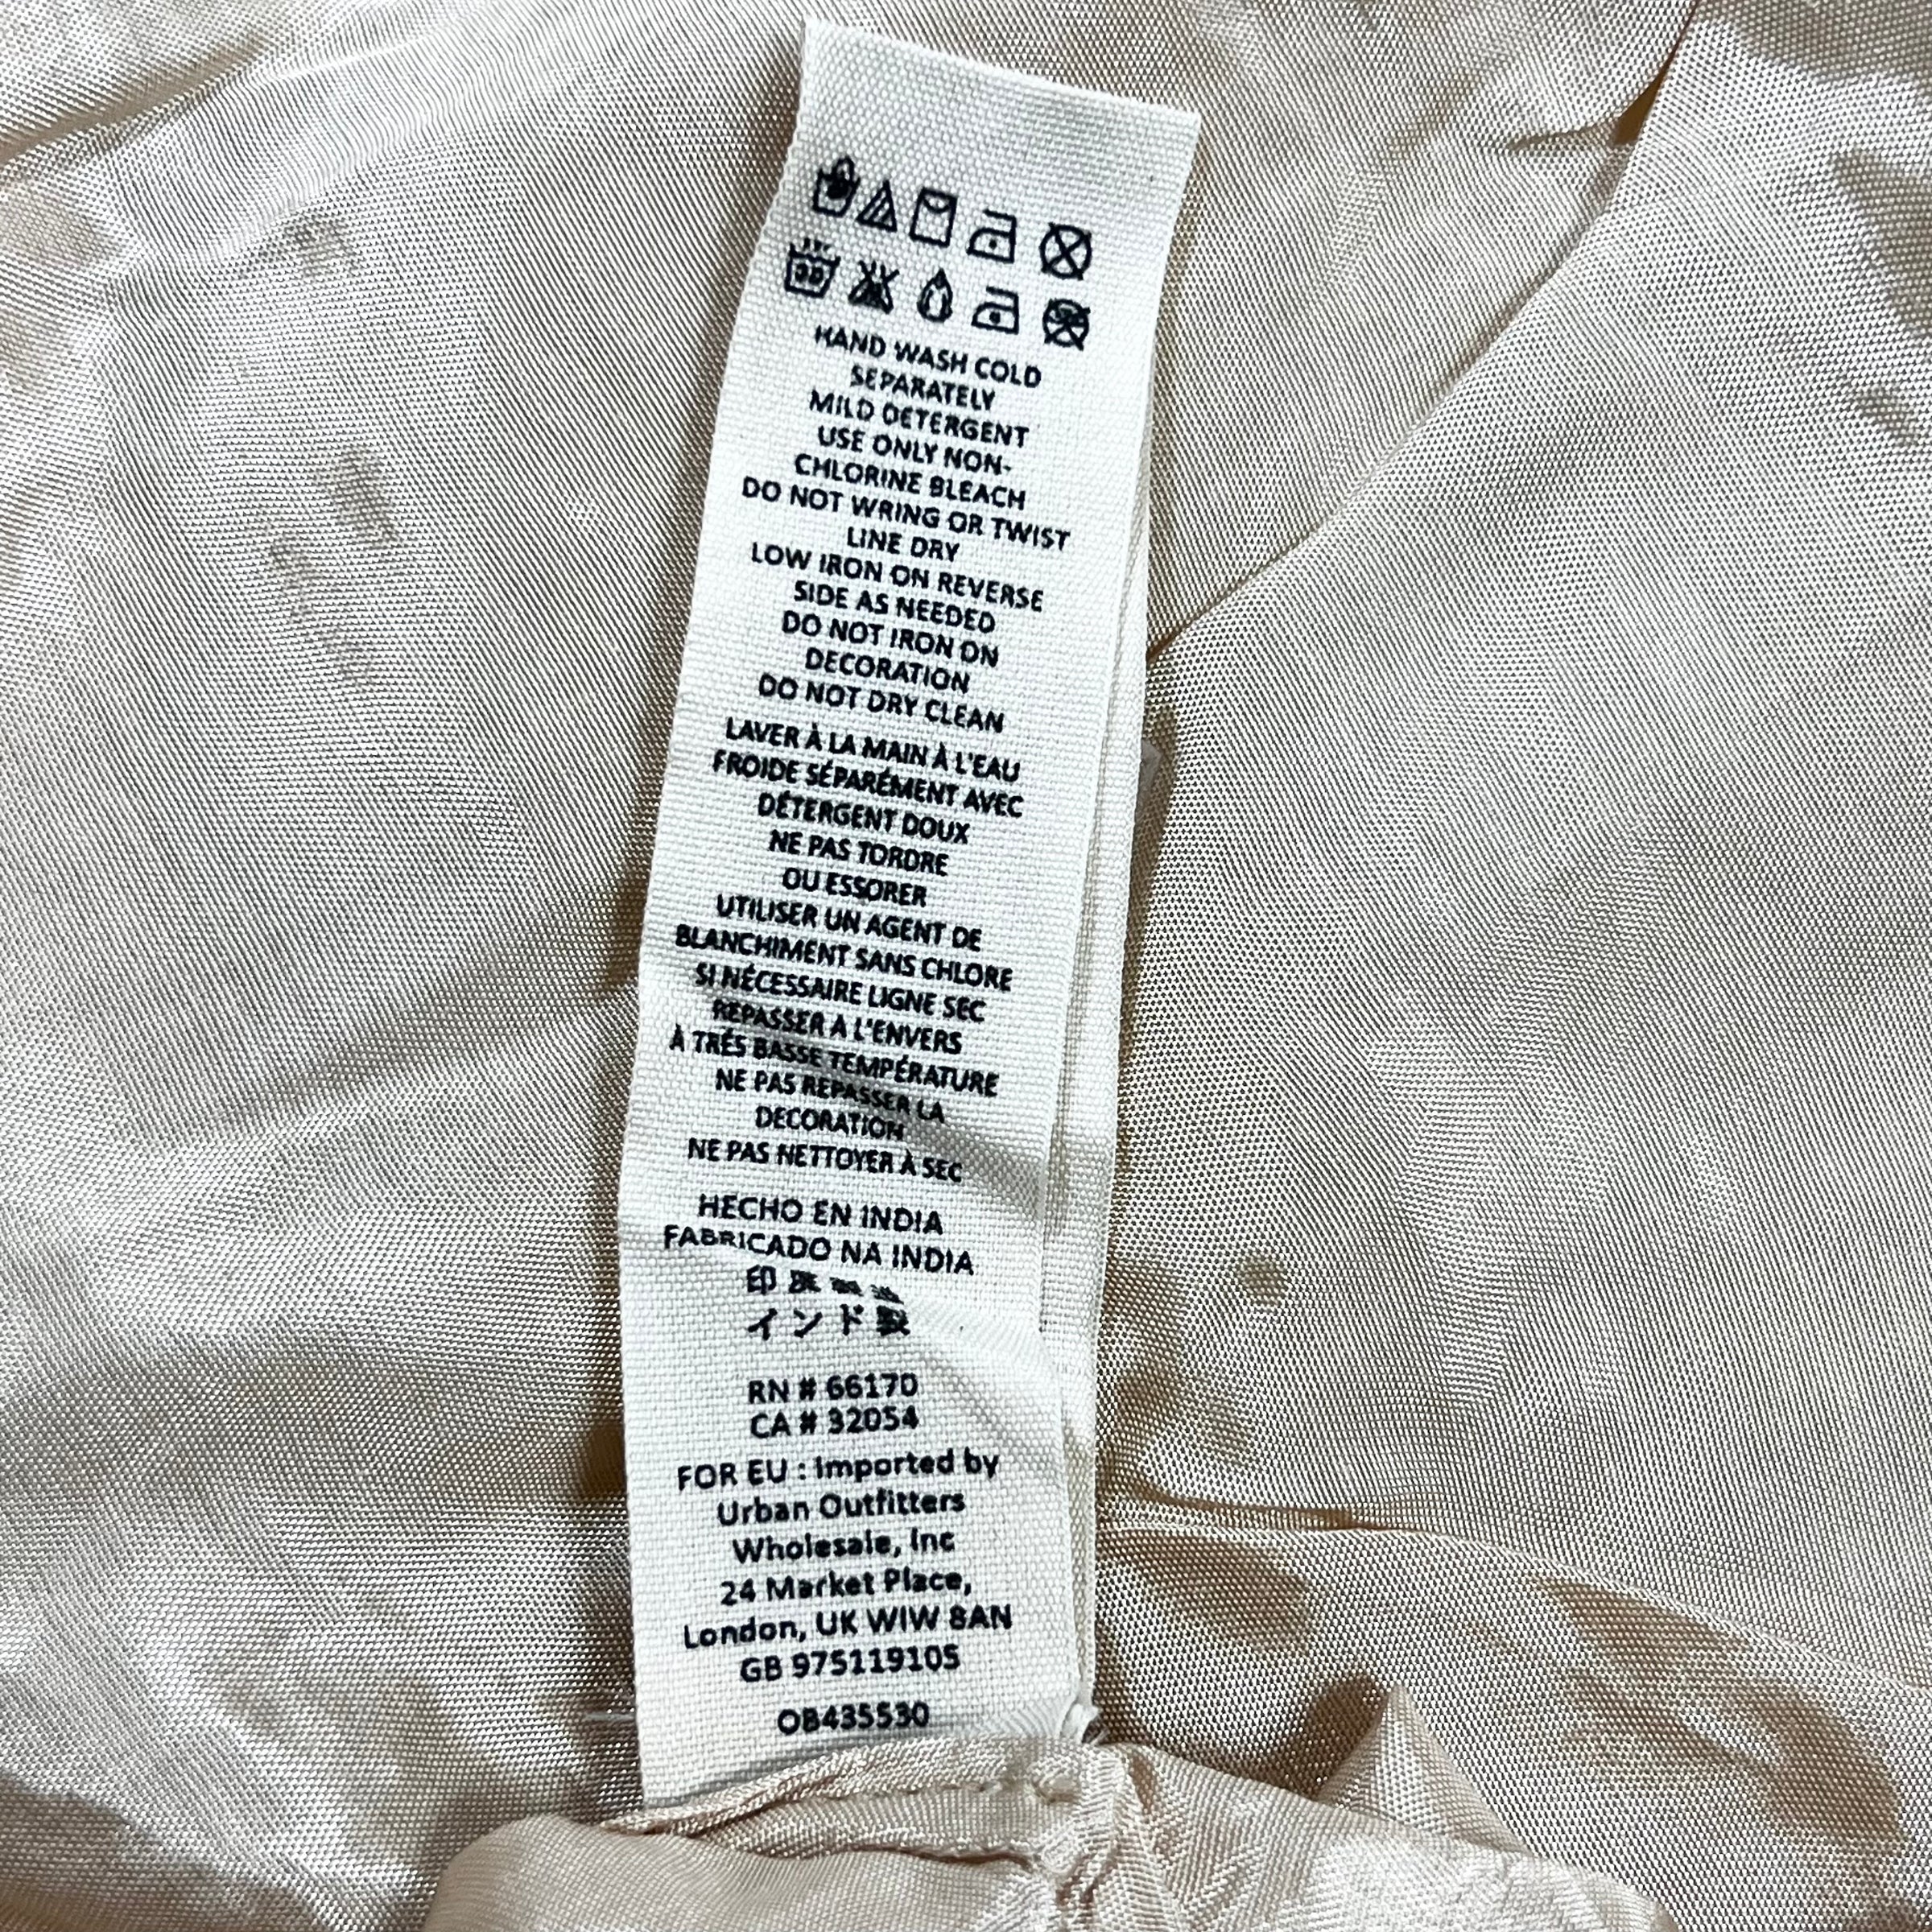 30
HAND WASH COLD
SEPARATELY
MILD DETERGENT
USE ONLY NON-
CHLORINE BLEACH
DO NOT WRING OR TWIST
LINE DRY
LOW IRON ON REVERSE
SIDE AS NEEDED
DO NOT IRON ON
DECORATION
DO NOT DRY CLEAN
LAVER À LA MAIN À L'EAU
FROIDE SÉPARÉMENT AVEC
DÉTERGENT DOUX
NE PAS TORDRE
OU ESSORER
UTILISER UN AGENT DE
BLANCHIMENT SANS CHLORE
SI NÉCESSAIRE LIGNE SEC
REPASSER A L'ENVERS
À TRÉS BASSE TEMPÉRATURE
NE PAS REPASSER LA
DECORATION
NE PAS NETTOYER À SEC
HECHO EN INDIA
FABRICADO NA INDIA
印
インド製
RN # 66170
CA # 32054
FOR EU : Imported by
Urban Outfitters
Wholesale, Inc
24 Market Place,
London, UK WIW 8AN
GB 975119105
OB435530